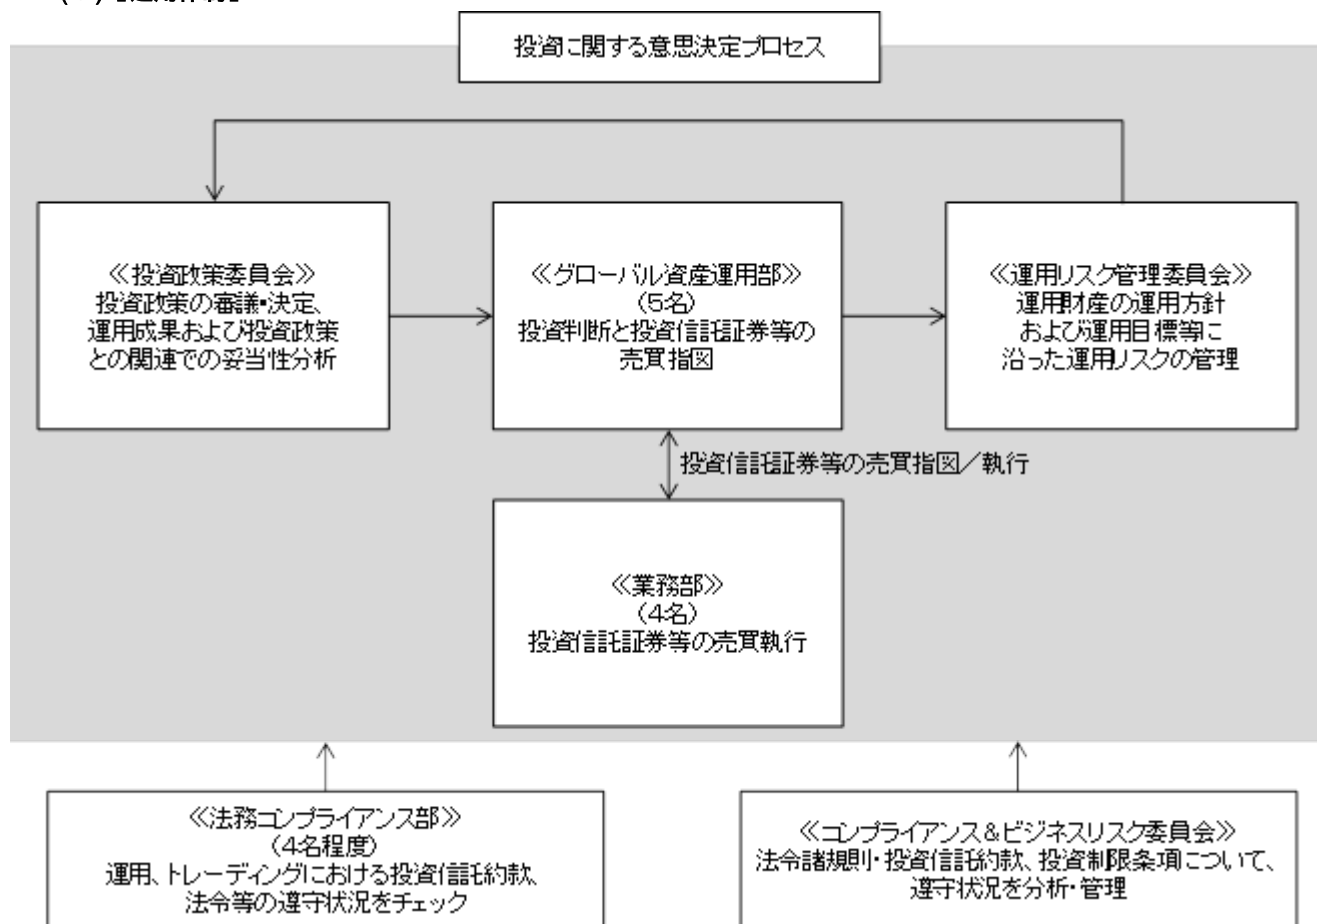 投資に関する意思決定プロセス
≪投資政策委員会≫
投資政策の審議・決定、
運用成果および投資政策
との関連での妥当性分析
≪グローバル資産運用部≫
(5名)
投資判断と投資信託証券等の
売買指図
≪運用リスク管理委員会≫
運用財産の運用方針
および運用目標等に
沿った運用リスクの管理
投資信託証券等の売買指図/執行
≪業務部≫
(4名)
投資信託証券等の売買執行
≪法務コンプライアンス部≫
(4名程度)
運用、トレーディングにおける投資信託約款、
法令等の遵守状況をチェック
≪コンプライアンス&ビジネスリスク委員会≫
法令諸規則・投資信託約款、投資制限条項について、
遵守状況を分析・管理